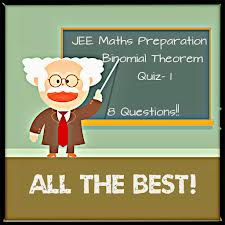 JEE Maths Preparation
Binomial Theorem
Quiz- 1
8 Questions!!
ALL THE BEST!